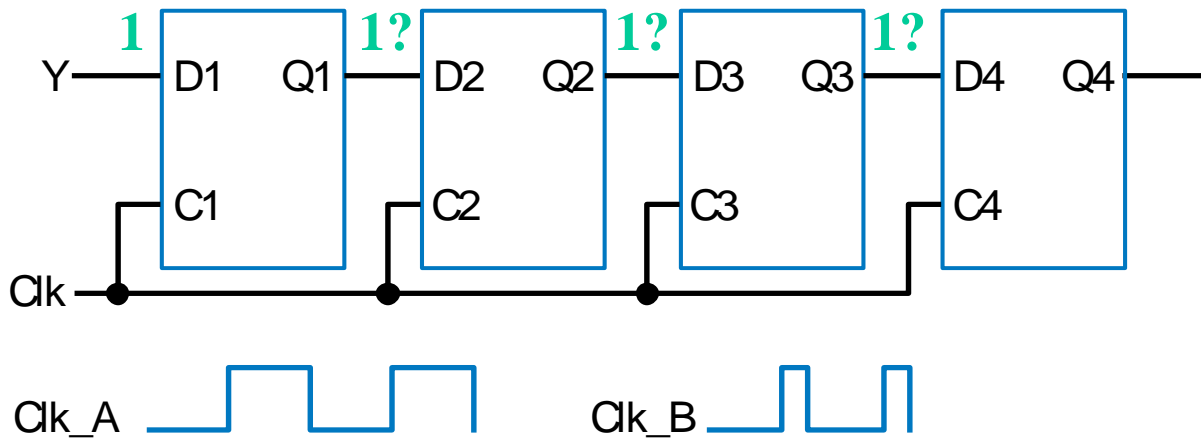 1 1? 1? 1?
Y D1 Q1 D2 Q2 D3 Q3 D4 Q4
C1 C2 C3 C4
Clk
Clk_A Clk_B